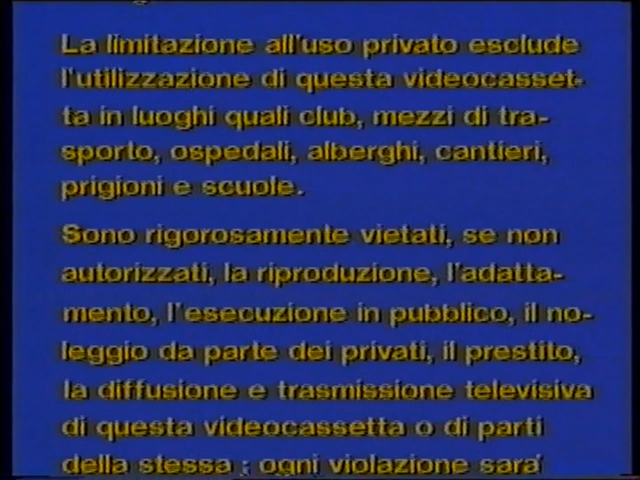 La limitazione all'uso privato esclude
l'utilizzazione di questa videocasset-
ta in luoghi quali club, mezzi di tra-
sporto, ospedali, alberghi, cantieri,
prigioni e scuole.
Sono rigorosamente vietati, se non
autorizzati, la riproduzione, l'adatta-
mento, l'esecuzione in pubblico, il no-
leggio da parte dei privati, il prestito,
la diffusione e trasmissione televisiva
di questa videocassetta o di parti
della stessa ; ogni violazione sara'